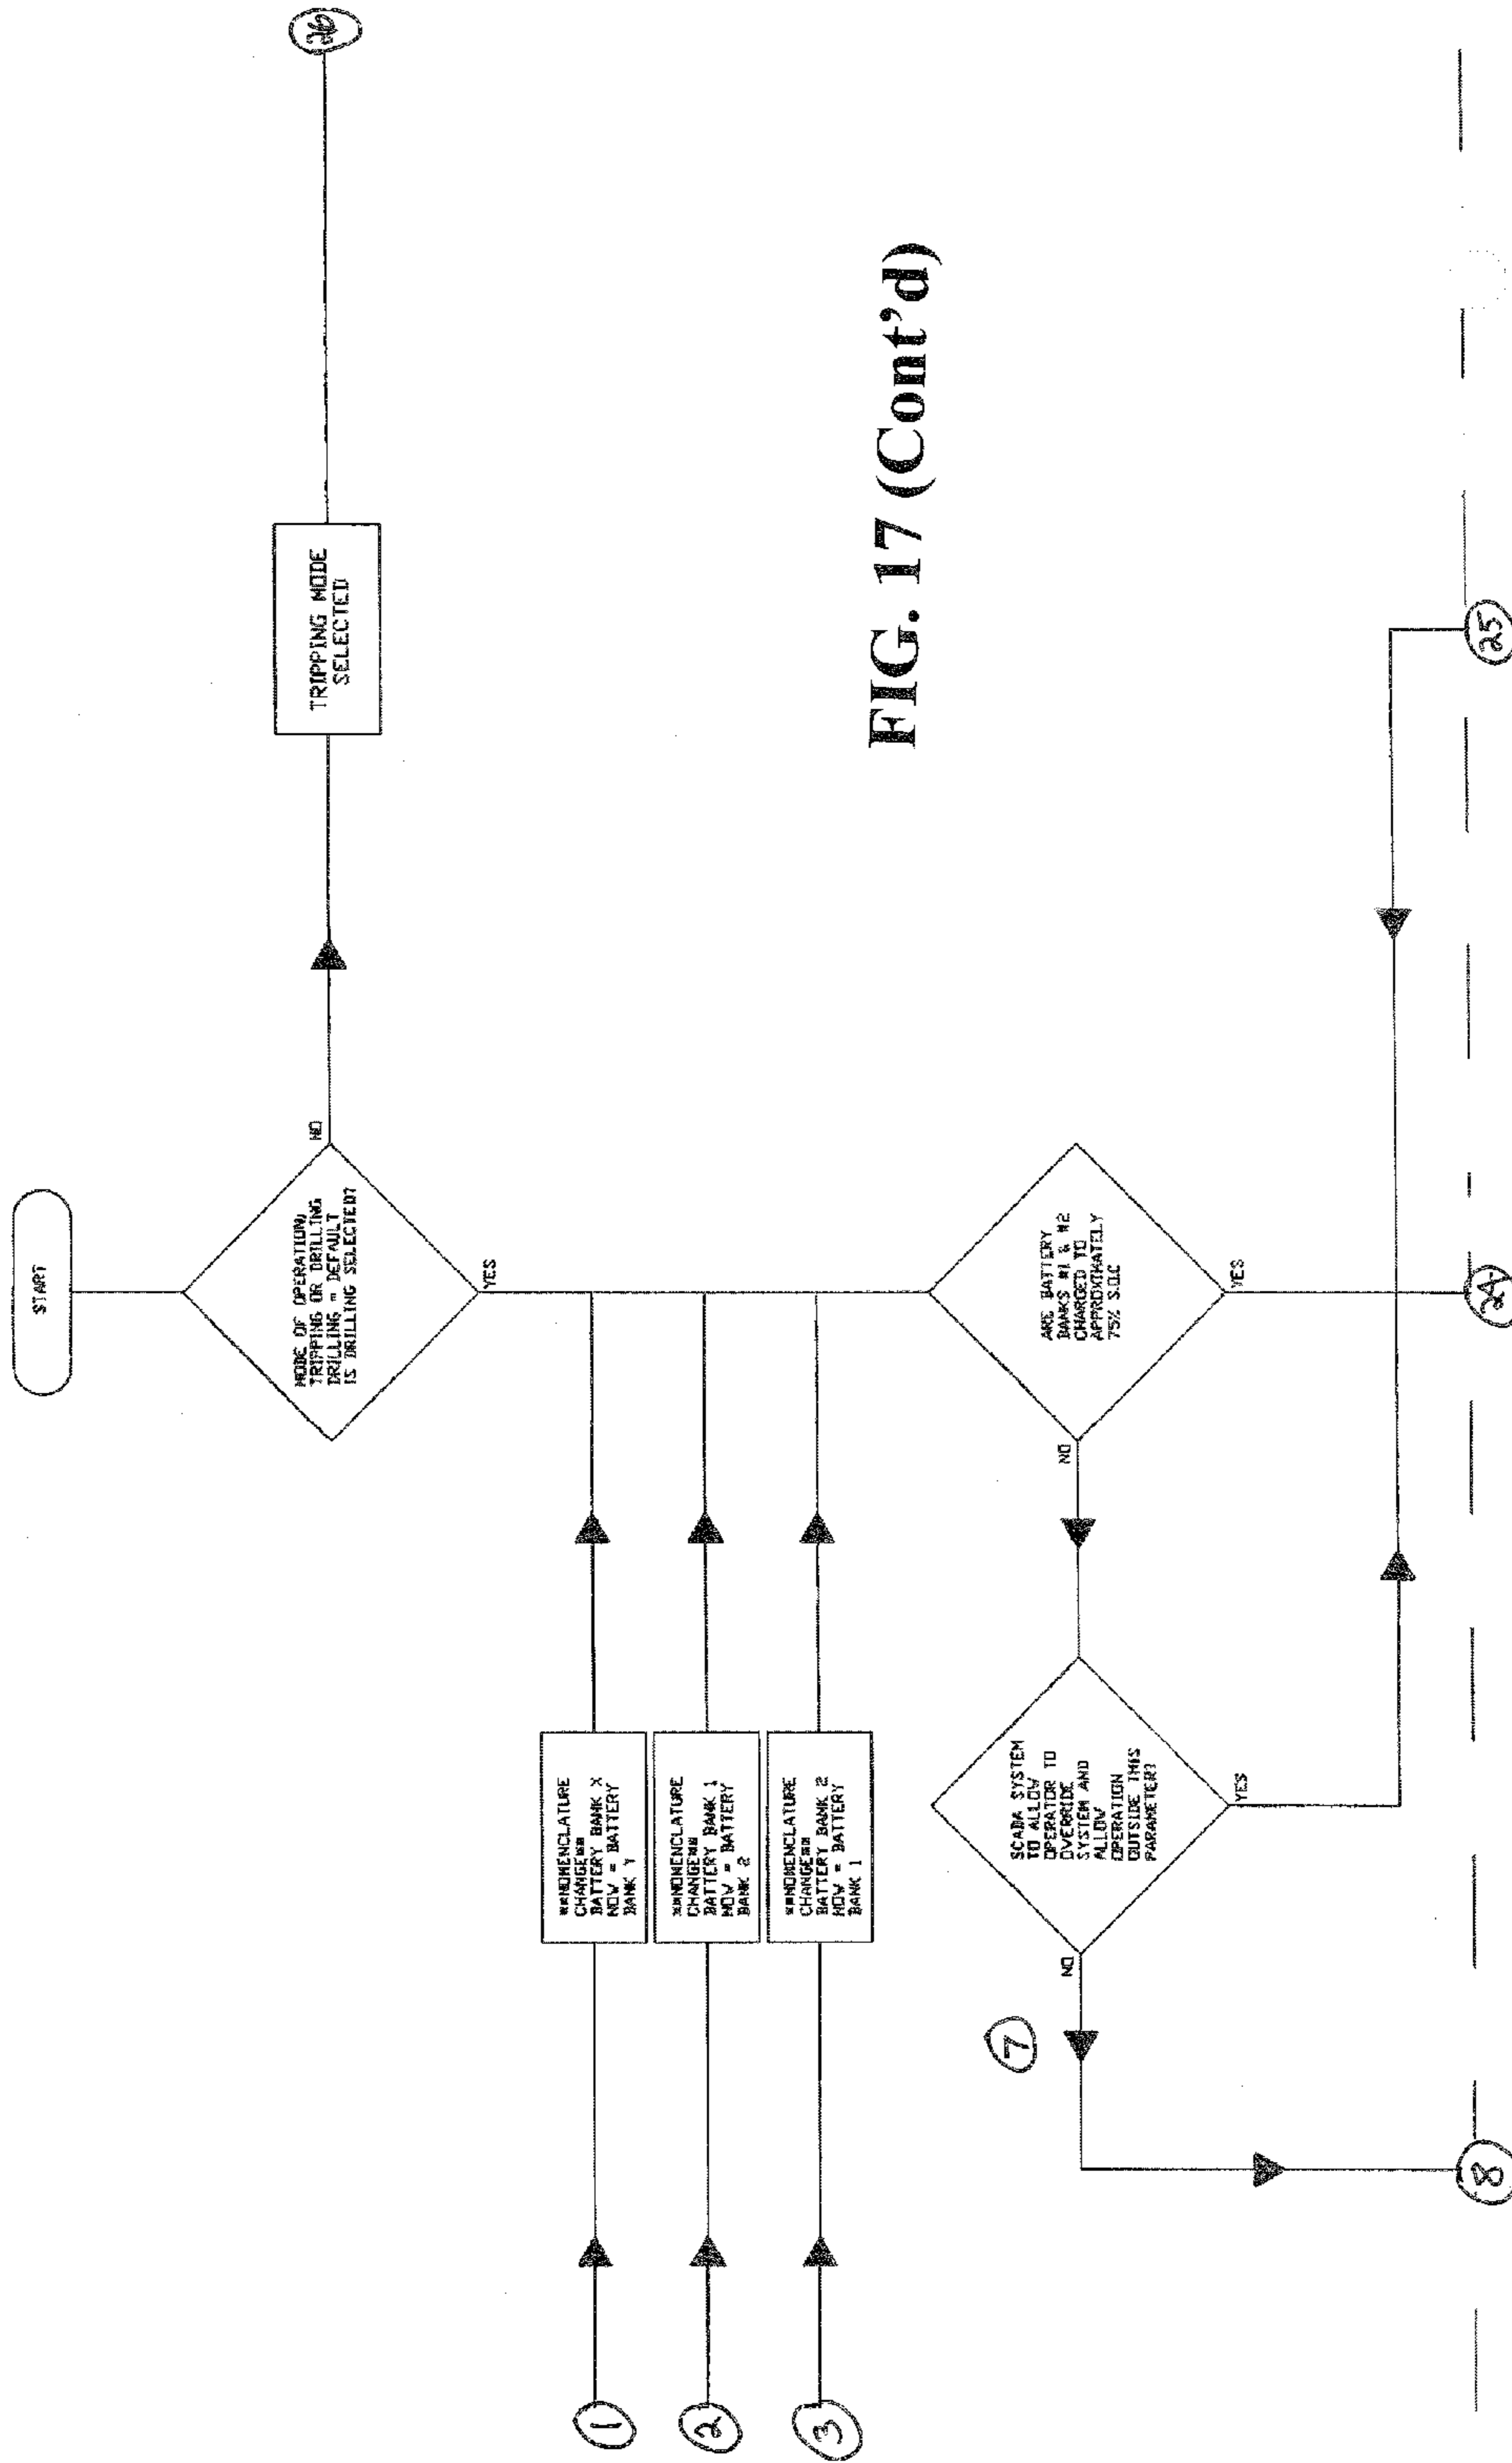 START
MODE OF OPERATION,
TRIPPING OR DRILLING
DRILLING = DEFAULT
IS DRILLING SELECTED?
NO
TRIPPING MODE
SELECTED
26
YES
1
**NOMENCLATURE
CHANGE**
BATTERY BANK X
NOW = BATTERY
BANK Y
2
**NOMENCLATURE
CHANGE**
BATTERY BANK 1
NOW = BATTERY
BANK 2
3
**NOMENCLATURE
CHANGE**
BATTERY BANK 2
NOW = BATTERY
BANK 1
ARE BATTERY
BANKS #1 & #2
CHARGED TO
APPROXIMATELY
75% S.O.C
NO
YES
SCADA SYSTEM
TO ALLOW
OPERATOR TO
OVERRIDE
SYSTEM AND
ALLOW
OPERATION
OUTSIDE THIS
PARAMETER?
NO
YES
7
8
24
25
FIG. 17 (Cont'd)